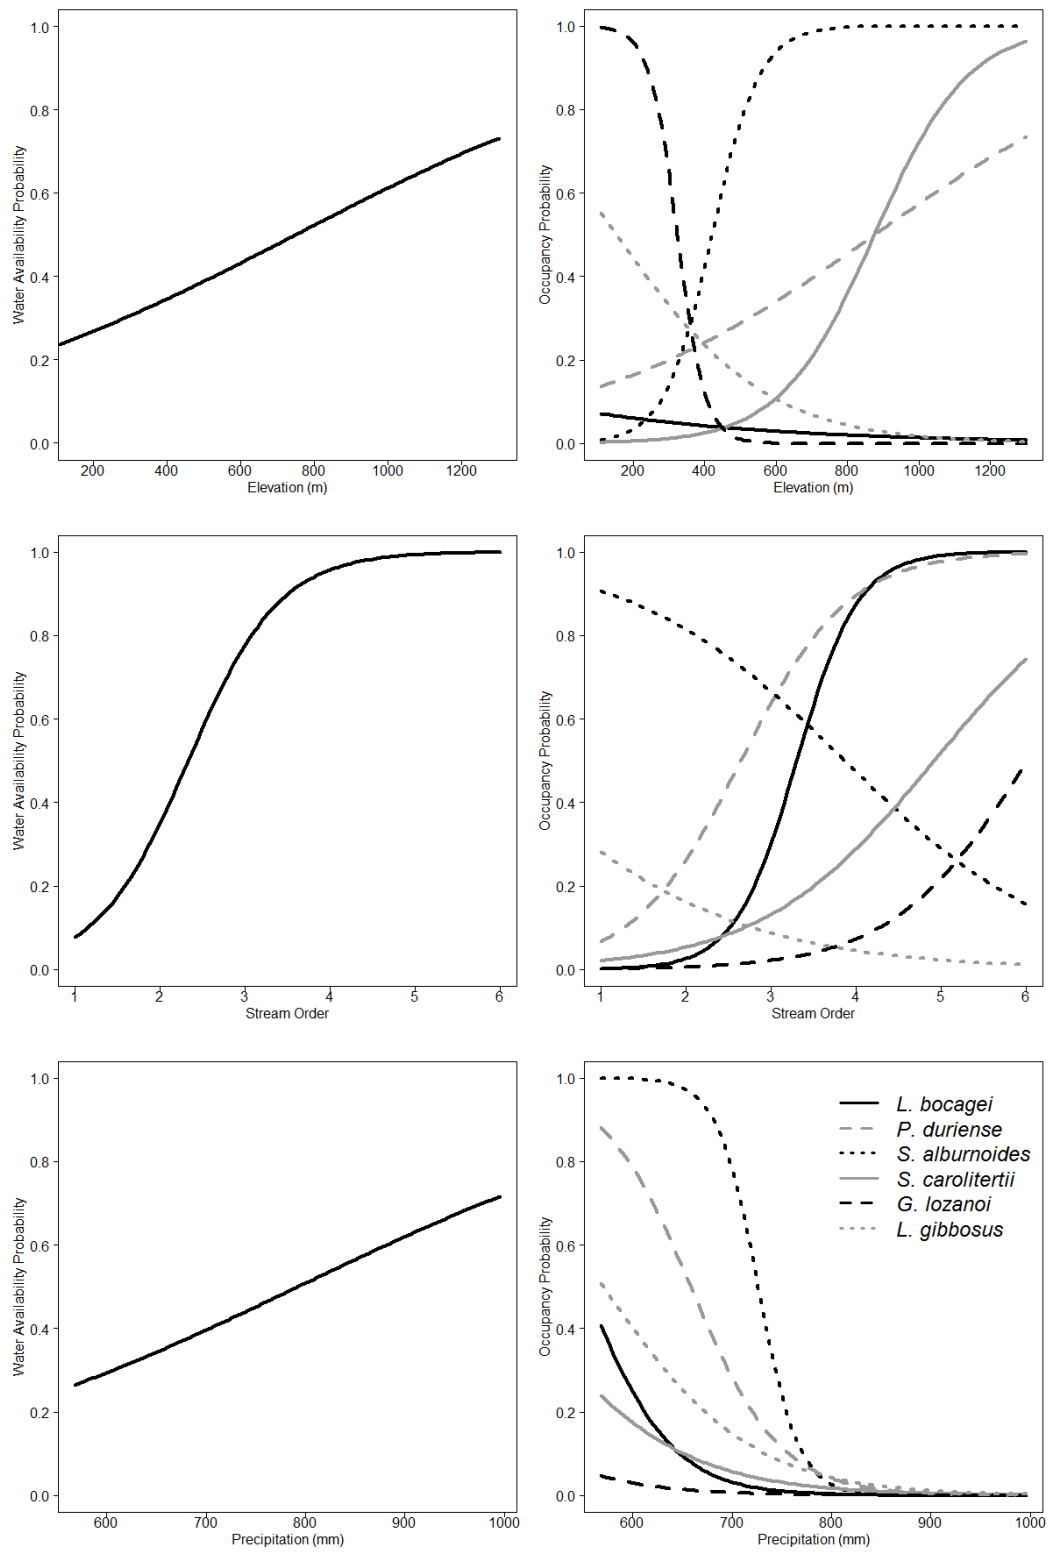 1.0
0.8
0.6
0.4
0.2
0.0
Water Availability Probability
200 400 600 800 1000 1200
Elevation (m)
1.0
0.8
0.6
0.4
0.2
0.0
Occupancy Probability
200 400 600 800 1000 1200
Elevation (m)
1.0
0.8
0.6
0.4
0.2
0.0
Water Availability Probability
1 2 3 4 5 6
Stream Order
1.0
0.8
0.6
0.4
0.2
0.0
Occupancy Probability
1 2 3 4 5 6
Stream Order
1.0
0.8
0.6
0.4
0.2
0.0
Water Availability Probability
600 700 800 900 1000
Precipitation (mm)
1.0
0.8
0.6
0.4
0.2
0.0
Occupancy Probability
600 700 800 900 1000
Precipitation (mm)
L. bocagei
P. duriense
S. alburnoides
S. carolitertii
G. lozanoi
L. gibbosus